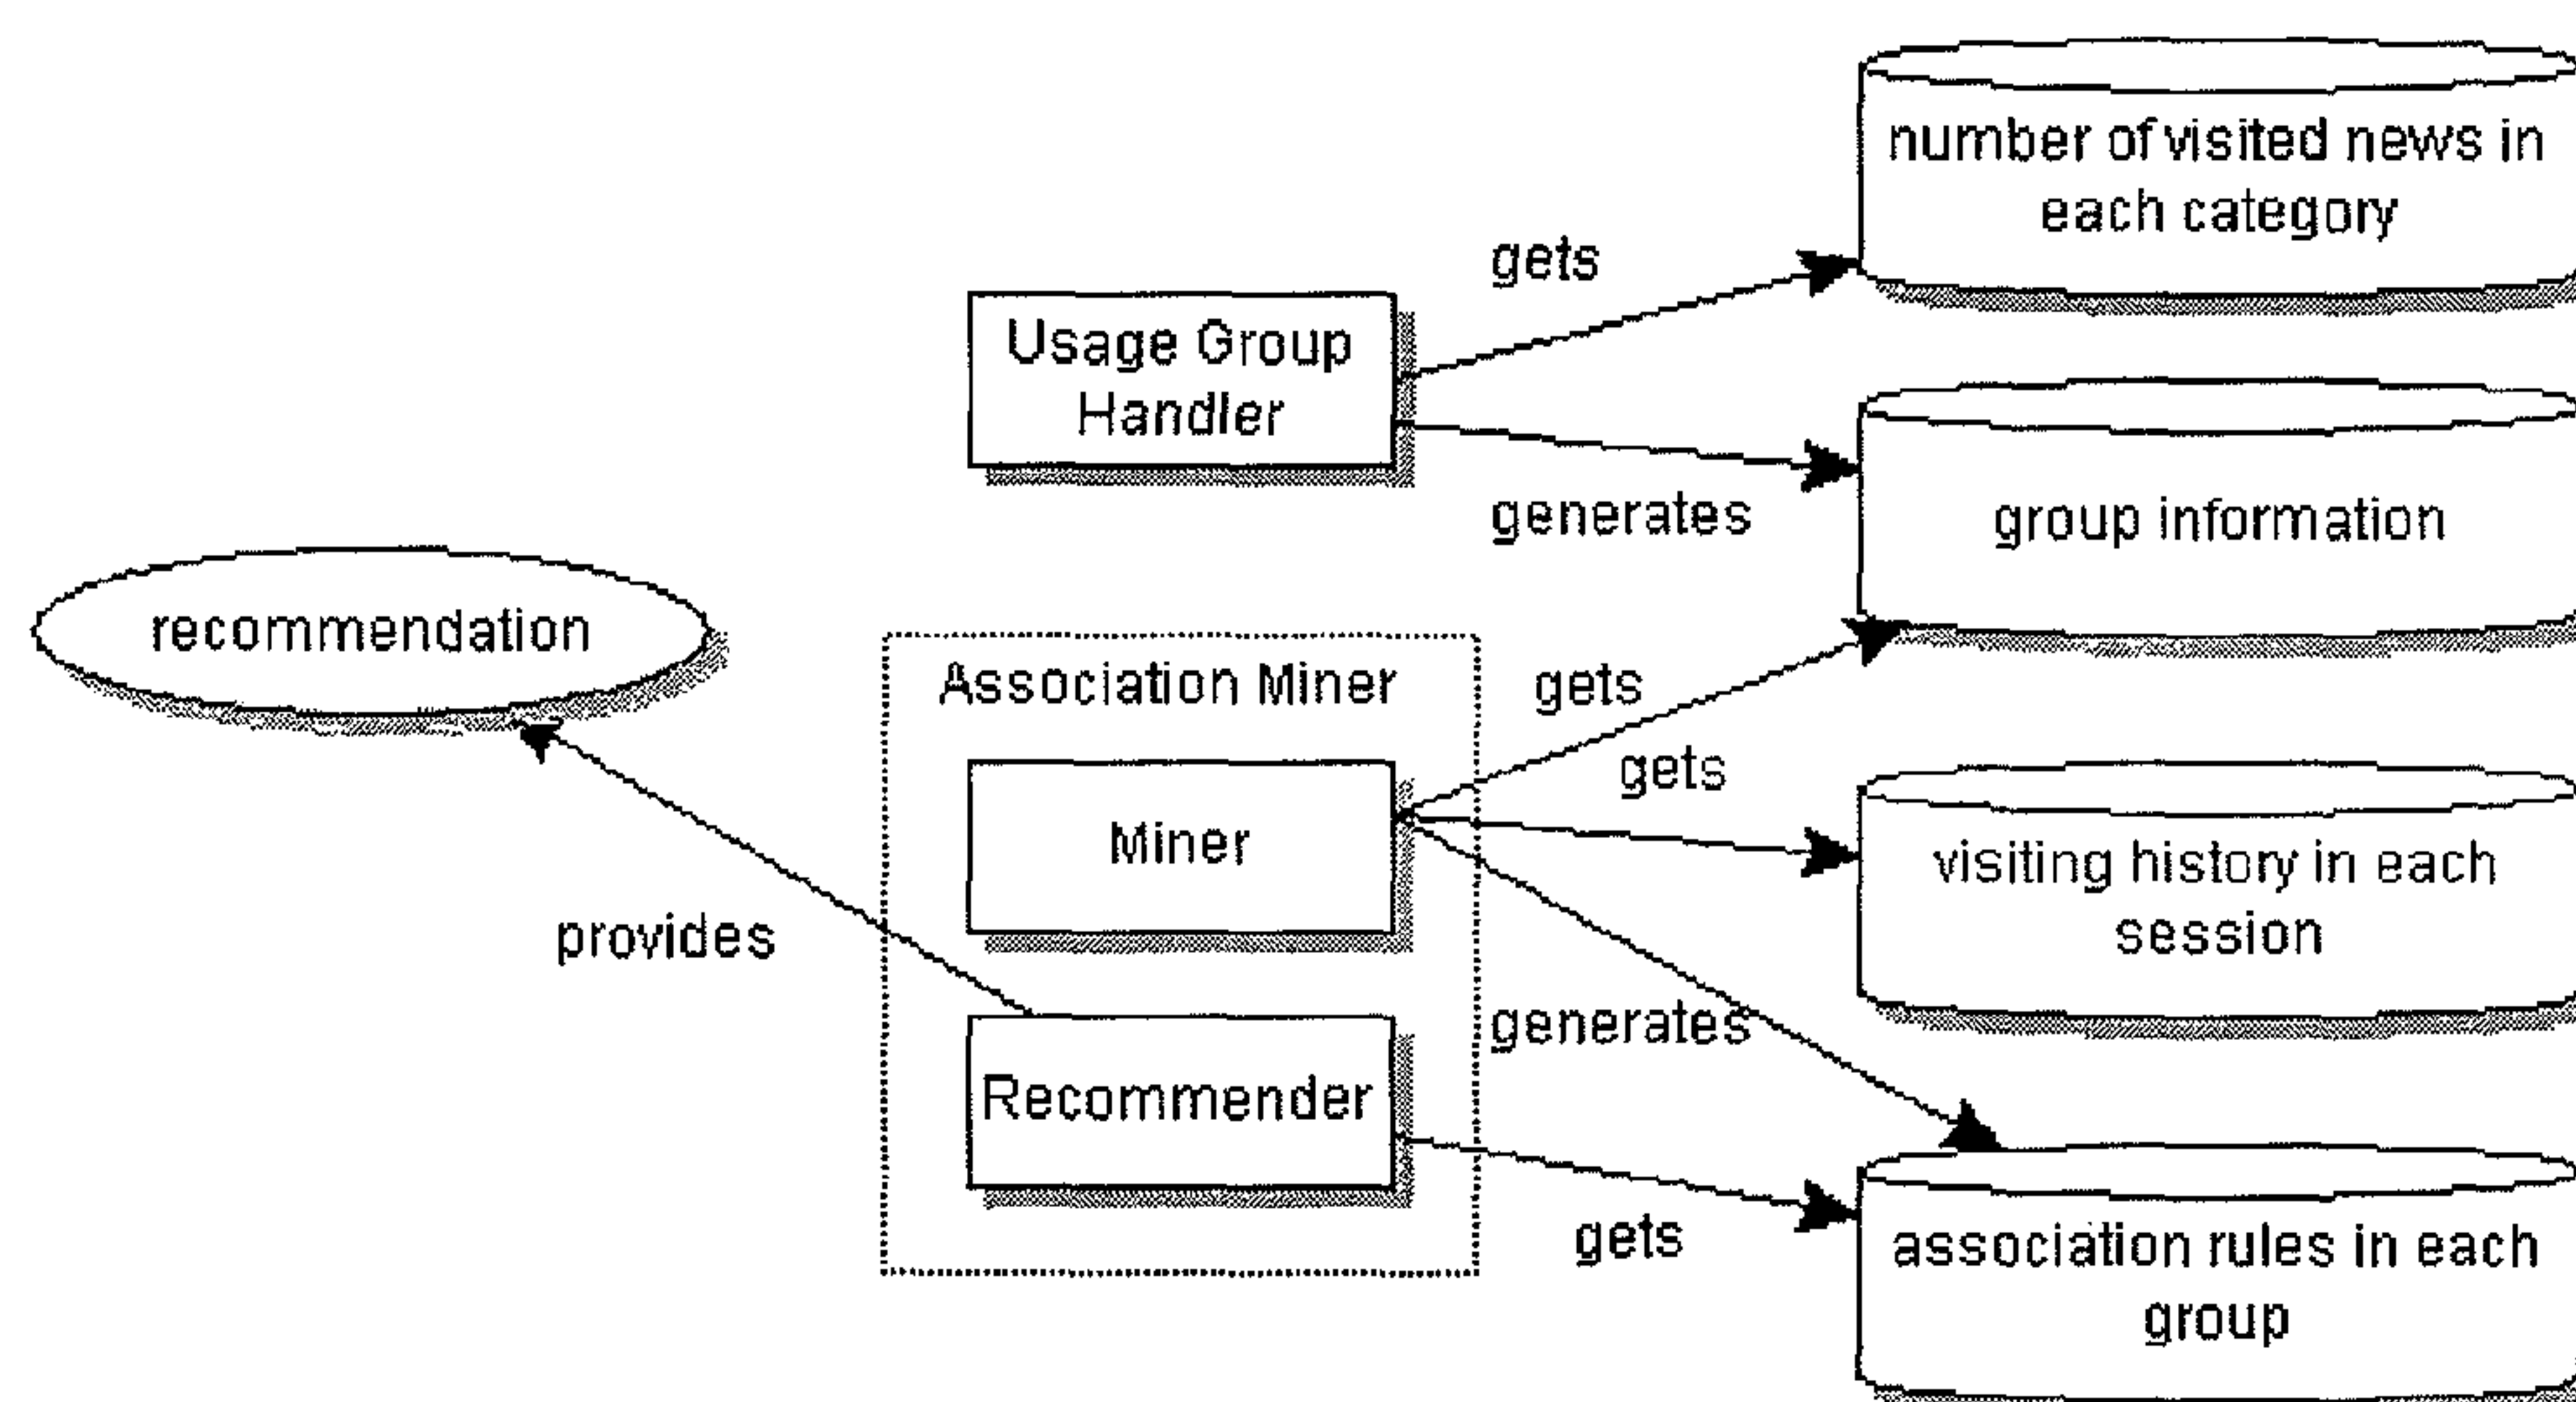 number of visited news in
each category
gets
Usage Group
Handler
generates
group information
recommendation
Association Miner
gets
gets
Miner
visiting history in each
session
provides
generates
Recommender
gets
association rules in each
group